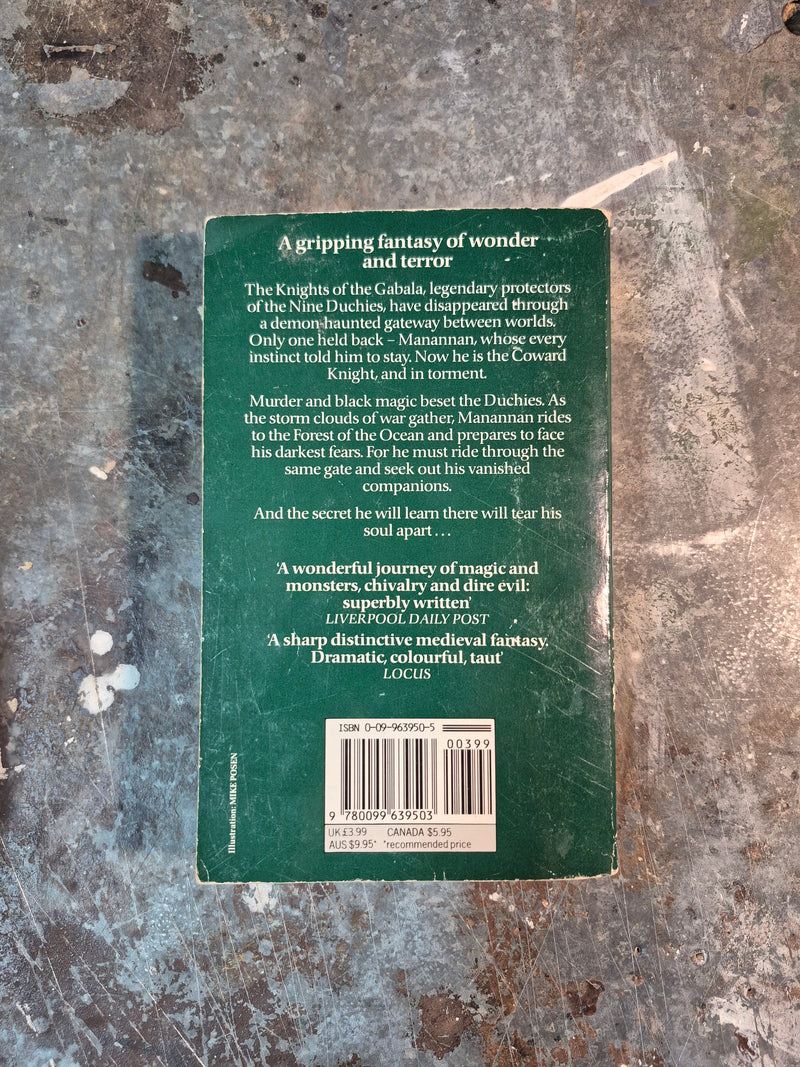 A gripping fantasy of wonder
and terror
The Knights of the Gabala, legendary protectors
of the Nine Duchies, have disappeared through
a demon-haunted gateway between worlds.
Only one held back – Manannan, whose every
instinct told him to stay. Now he is the Coward
Knight, and in torment.
Murder and black magic beset the Duchies. As
the storm clouds of war gather, Manannan rides
to the Forest of the Ocean and prepares to face
his darkest fears. For he must ride through the
same gate and seek out his vanished
companions.
And the secret he will learn there will tear his
soul apart . . .
'A wonderful journey of magic and
monsters, chivalry and dire evil:
superbly written'
LIVERPOOL DAILY POST
'A sharp distinctive medieval fantasy.
Dramatic, colourful, taut'
LOCUS
Illustration: MIKE POSEN
ISBN 0-09-963950-5
00399
9 780099 639503
UK £3.99 CANADA $5.95
AUS $9.95* *recommended price